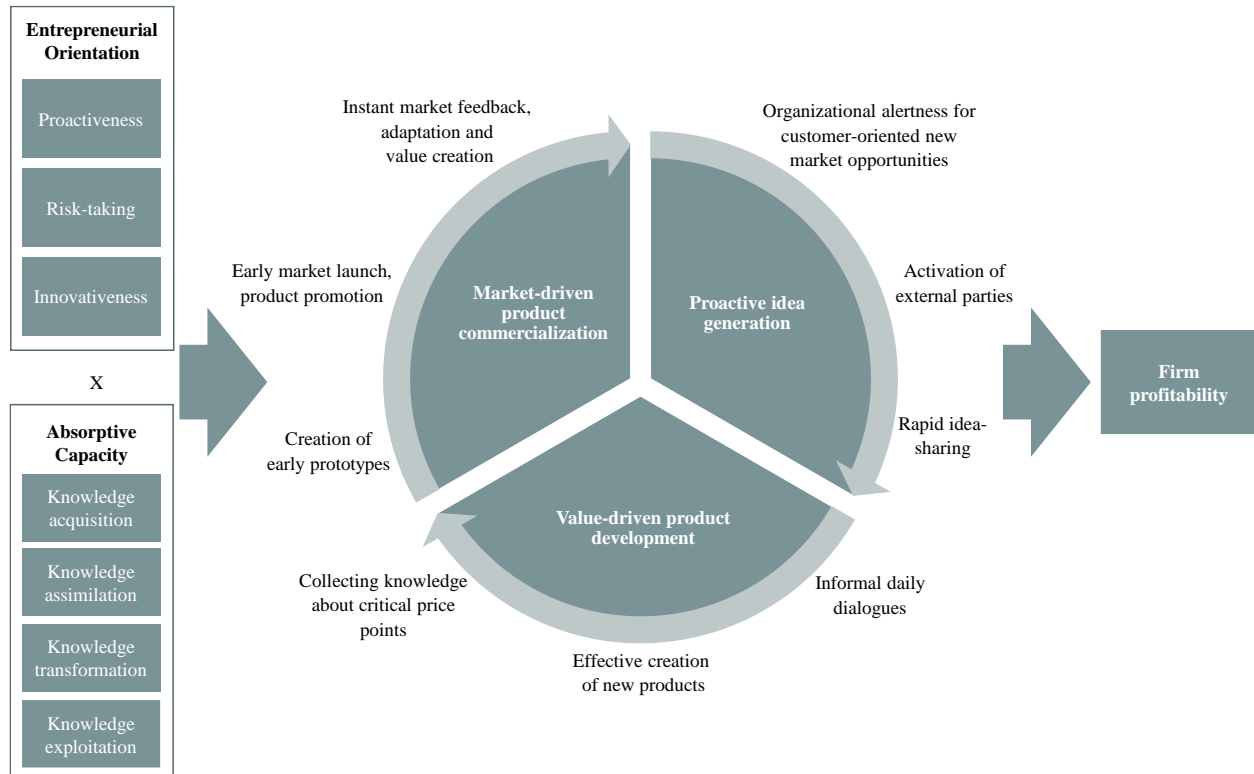 Entrepreneurial
Orientation
Proactiveness
Risk-taking
Innovativeness
X
Absorptive
Capacity
Knowledge
acquisition
Knowledge
assimilation
Knowledge
transformation
Knowledge
exploitation
Instant market feedback,
adaptation and
value creation
Early market launch,
product promotion
Creation of
early prototypes
Market-driven
product
commercialization
Organizational alertness for
customer-oriented new
market opportunities
Activation of
external parties
Rapid idea-
sharing
Proactive idea
generation
Value-driven product
development
Informal daily
dialogues
Effective creation
of new products
Collecting knowledge
about critical price
points
Firm
profitability